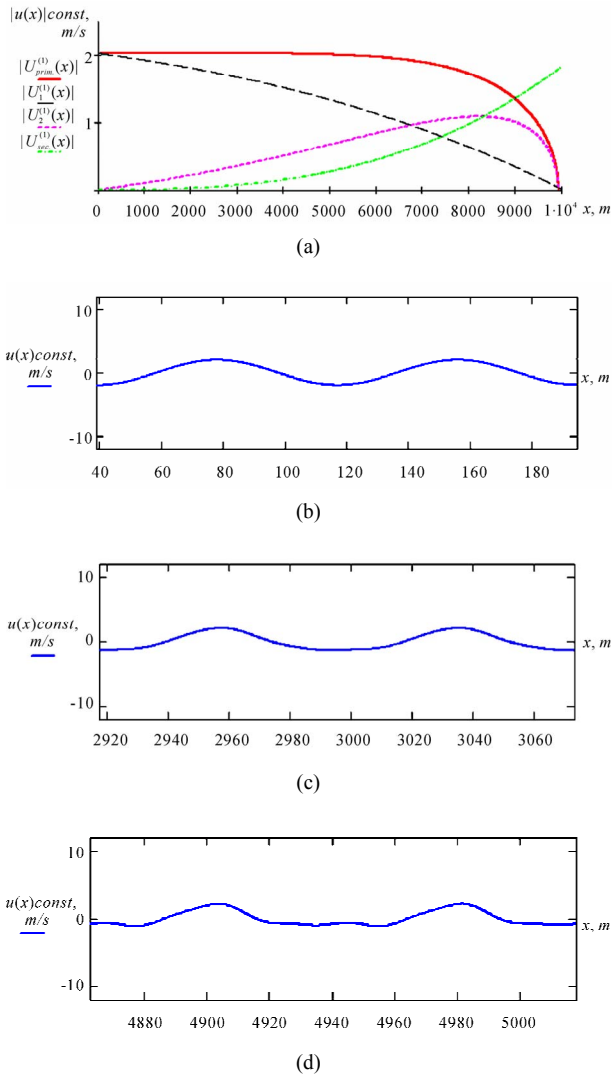 |u(x)|const,
m/s
|U_{prim.}^{(1)}(x)|
|U_1^{(1)}(x)|
|U_2^{(1)}(x)|
|U_{sec.}^{(1)}(x)|
2
1
0 1000 2000 3000 4000 5000 6000 7000 8000 9000 1·10^4 x, m
(a)
10
u(x)const,
m/s
0
x, m
-10
40 60 80 100 120 140 160 180
(b)
10
u(x)const,
m/s
0
x, m
-10
2920 2940 2960 2980 3000 3020 3040 3060
(c)
10
u(x)const,
m/s
0
x, m
-10
4880 4900 4920 4940 4960 4980 5000
(d)